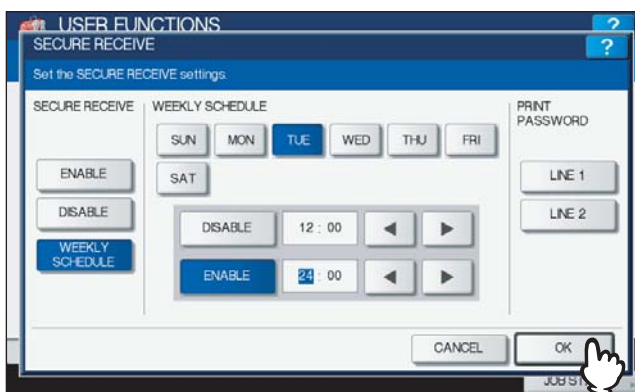 USER FUNCTIONS
?
SECURE RECEIVE
?
Set the SECURE RECEIVE settings.
SECURE RECEIVE
WEEKLY SCHEDULE
PRINT
PASSWORD
SUN MON TUE WED THU FRI
SAT
ENABLE
DISABLE
WEEKLY
SCHEDULE
DISABLE 12 : 00
ENABLE 24 : 00
LINE 1
LINE 2
CANCEL OK
JOB ST